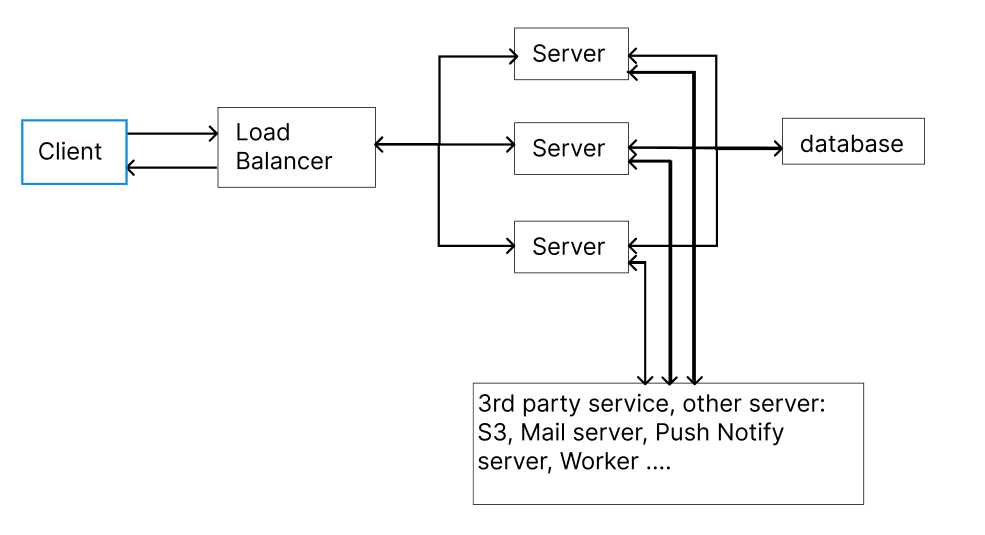 Server
Load
Balancer
Client
Server
database
Server
3rd party service, other server:
S3, Mail server, Push Notify
server, Worker ....